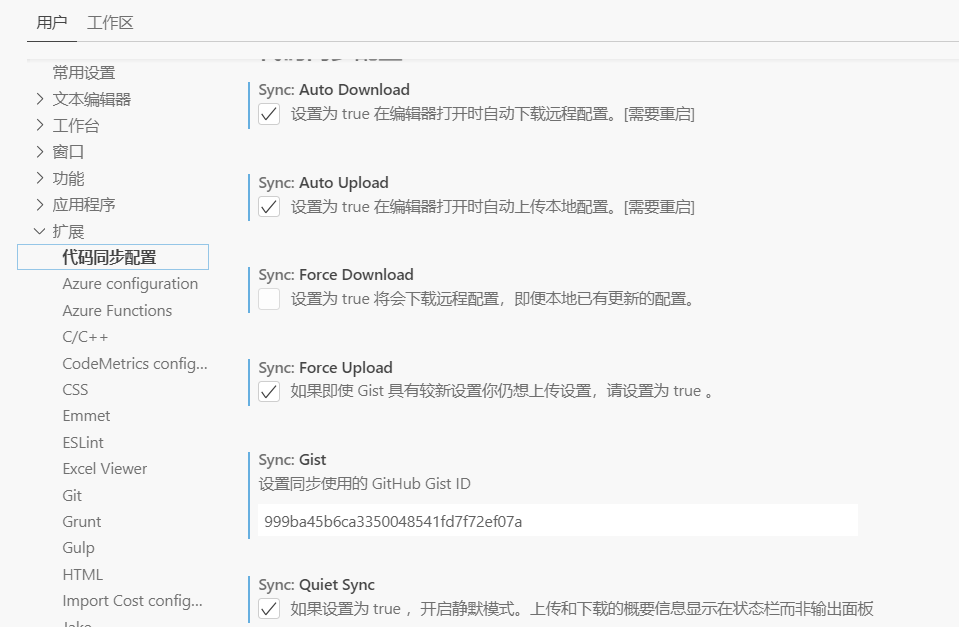 用户 工作区
常用设置
文本编辑器
工作台
窗口
功能
应用程序
扩展
代码同步配置
Azure configuration
Azure Functions
C/C++
CodeMetrics config...
CSS
Emmet
ESLint
Excel Viewer
Git
Grunt
Gulp
HTML
Import Cost config...
Jake
代码同步配置
Sync: Auto Download
设置为 true 在编辑器打开时自动下载远程配置。[需要重启]
Sync: Auto Upload
设置为 true 在编辑器打开时自动上传本地配置。[需要重启]
Sync: Force Download
设置为 true 将会下载远程配置，即便本地已有更新的配置。
Sync: Force Upload
如果即使 Gist 具有较新设置你仍想上传设置，请设置为 true 。
Sync: Gist
设置同步使用的 GitHub Gist ID
999ba45b6ca3350048541fd7f72ef07a
Sync: Quiet Sync
如果设置为 true ，开启静默模式。上传和下载的概要信息显示在状态栏而非输出面板